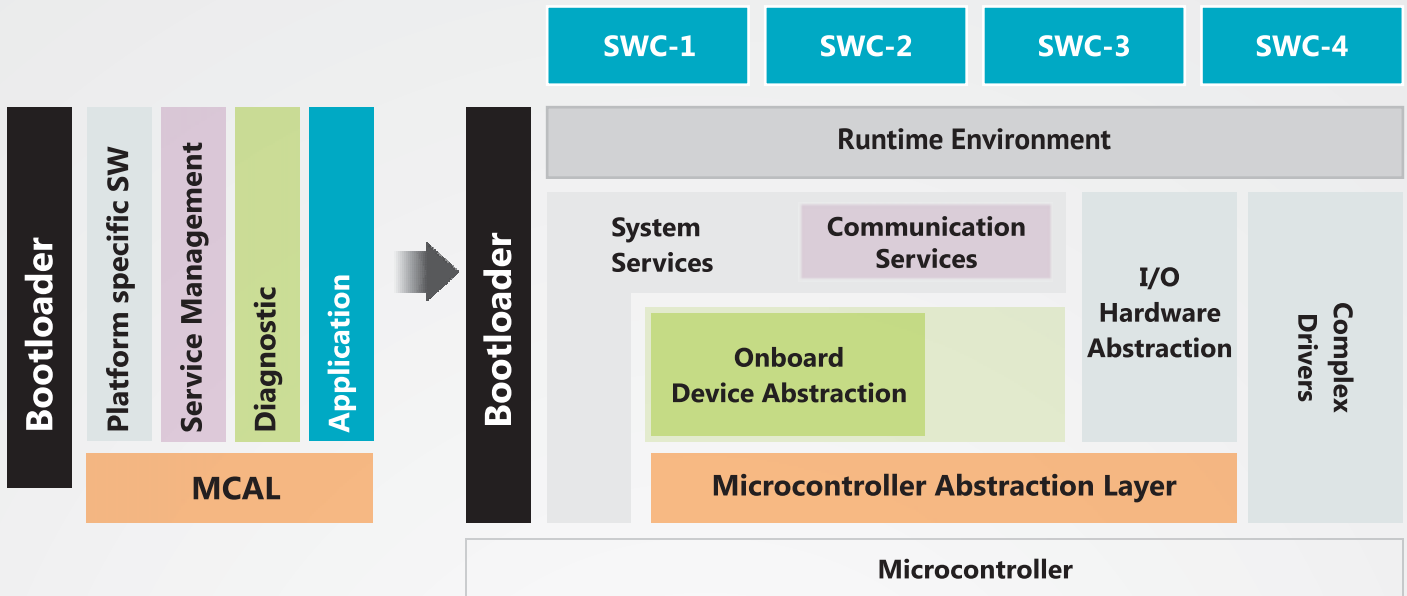 Bootloader
Platform specific SW
Service Management
Diagnostic
Application
MCAL
Bootloader
SWC-1
SWC-2
SWC-3
SWC-4
Runtime Environment
System
Services
Communication
Services
Onboard
Device Abstraction
I/O
Hardware
Abstraction
Complex
Drivers
Microcontroller Abstraction Layer
Microcontroller